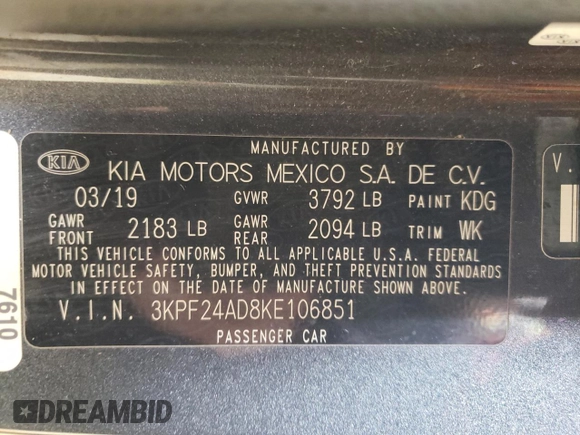 MANUFACTURED BY
KIA KIA MOTORS MEXICO S.A. DE C.V.
03/19 GVWR 3792 LB PAINT KDG
GAWR FRONT 2183 LB GAWR REAR 2094 LB TRIM WK
THIS VEHICLE CONFORMS TO ALL APPLICABLE U.S.A. FEDERAL
MOTOR VEHICLE SAFETY, BUMPER, AND THEFT PREVENTION STANDARDS
IN EFFECT ON THE DATE OF MANUFACTURE SHOWN ABOVE.
V.I.N. 3KPF24AD8KE106851
PASSENGER CAR
V.
7610
DREAMBID